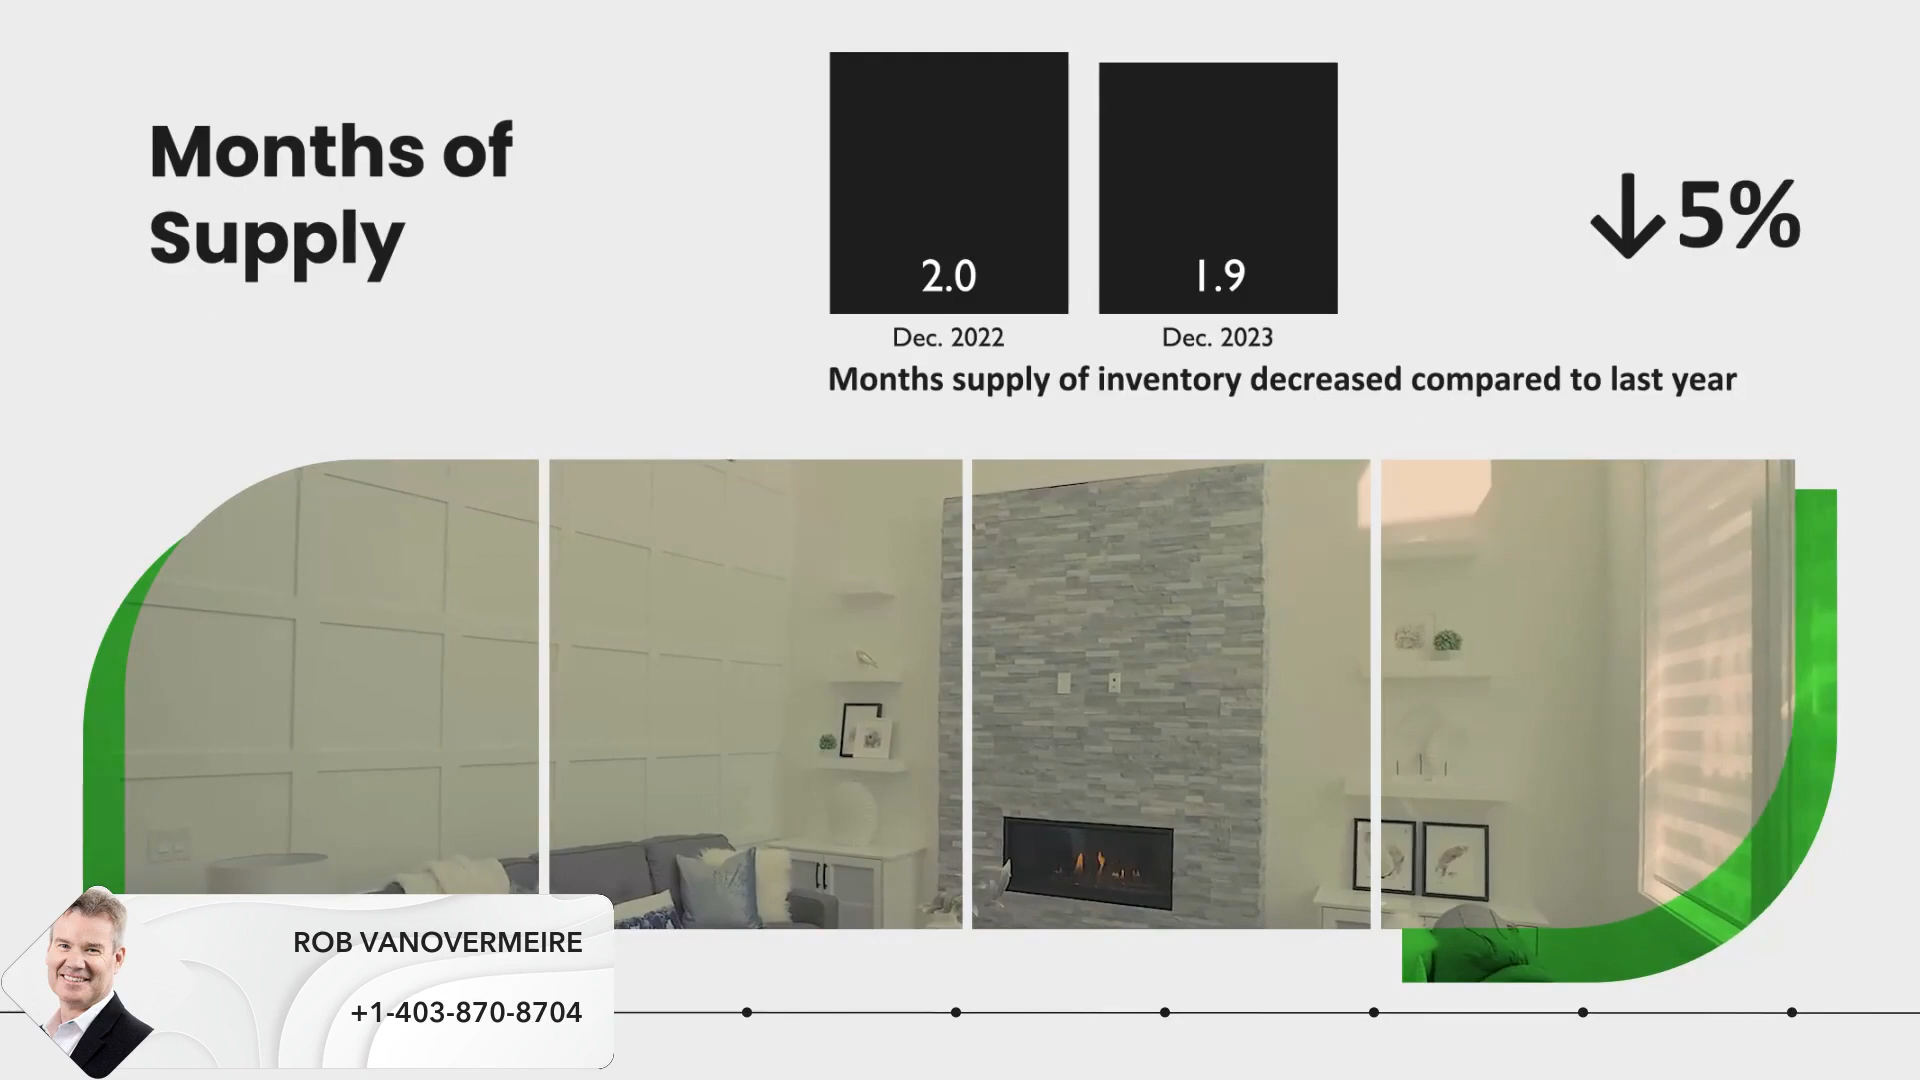 Months of
Supply
2.0
1.9
Dec. 2022
Dec. 2023
↓5%
Months supply of inventory decreased compared to last year
ROB VANOVERMEIRE
+1-403-870-8704